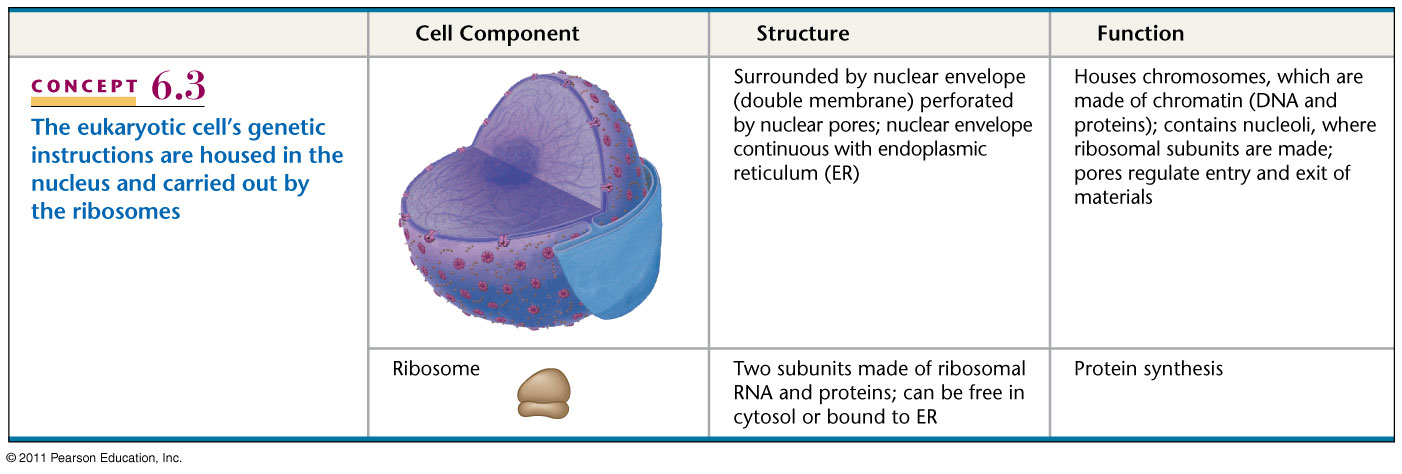 Cell Component
Structure
Function
CONCEPT 6.3
The eukaryotic cell's genetic
instructions are housed in the
nucleus and carried out by
the ribosomes
Surrounded by nuclear envelope
(double membrane) perforated
by nuclear pores; nuclear envelope
continuous with endoplasmic
reticulum (ER)
Houses chromosomes, which are
made of chromatin (DNA and
proteins); contains nucleoli, where
ribosomal subunits are made;
pores regulate entry and exit of
materials
Ribosome
Two subunits made of ribosomal
RNA and proteins; can be free in
cytosol or bound to ER
Protein synthesis
© 2011 Pearson Education, Inc.